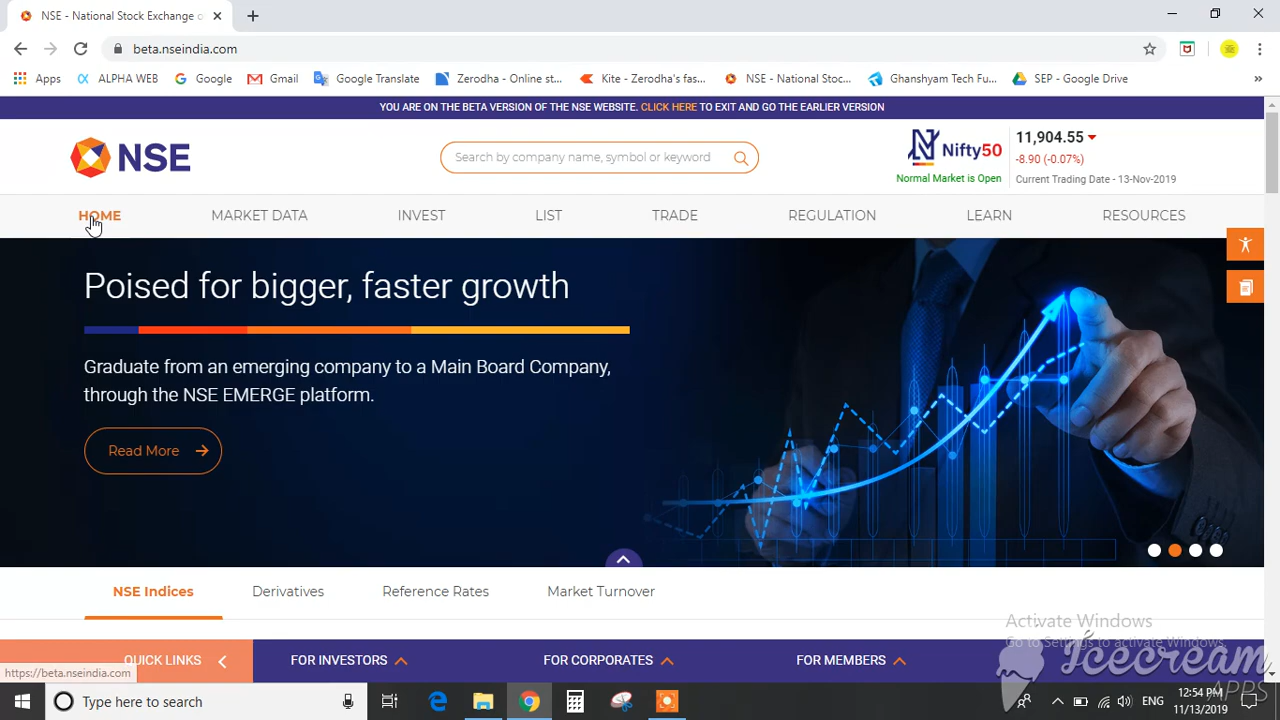 NSE - National Stock Exchange o
beta.nseindia.com
Apps
ALPHA WEB
Google
Gmail
Google Translate
Zerodha - Online st...
Kite - Zerodha's fas...
NSE - National Stoc...
Ghanshyam Tech Fu...
SEP - Google Drive
YOU ARE ON THE BETA VERSION OF THE NSE WEBSITE. CLICK HERE TO EXIT AND GO THE EARLIER VERSION
NSE
Search by company name, symbol or keyword
Nifty50
Normal Market is Open
11,904.55
-8.90 (-0.07%)
Current Trading Date - 13-Nov-2019
HOME
MARKET DATA
INVEST
LIST
TRADE
REGULATION
LEARN
RESOURCES
Poised for bigger, faster growth
Graduate from an emerging company to a Main Board Company,
through the NSE EMERGE platform.
Read More
NSE Indices
Derivatives
Reference Rates
Market Turnover
Activate Windows
Go to Settings to activate Windows.
QUICK LINKS
FOR INVESTORS
FOR CORPORATES
FOR MEMBERS
https://beta.nseindia.com
Icecream
APPS
Type here to search
ENG
12:54 PM
11/13/2019